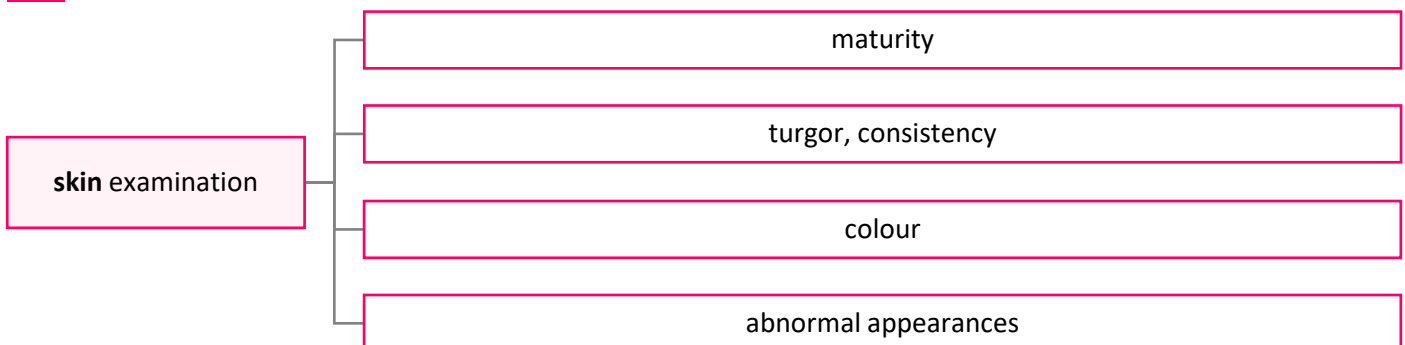 maturity
turgor, consistency
skin examination
colour
abnormal appearances